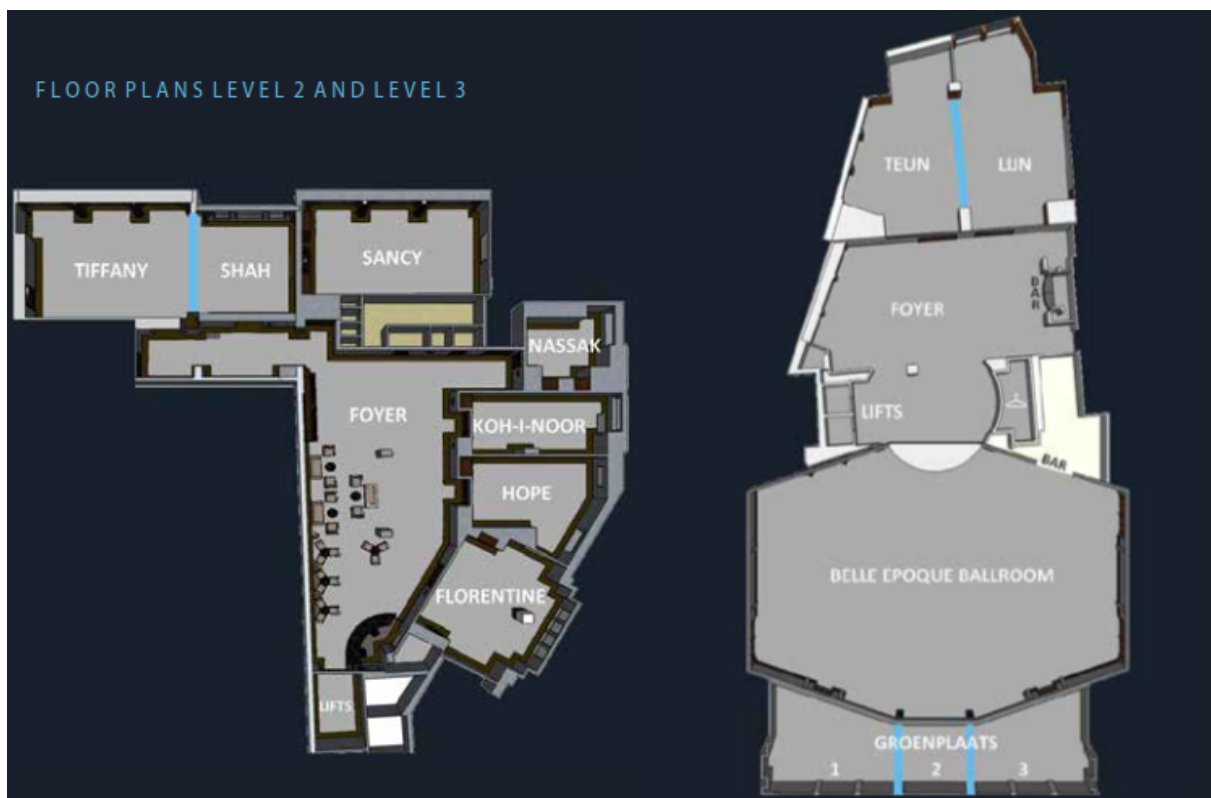 FLOOR PLANS LEVEL 2 AND LEVEL 3
TIFFANY
SHAH
SANCY
NASSAK
FOYER
KOH-I-NOOR
HOPE
FLORENTINE
LIFTS
TEUN
LIJN
FOYER
BAR
LIFTS
BAR
BELLE EPOQUE BALLROOM
GROENPLAATS
1 2 3